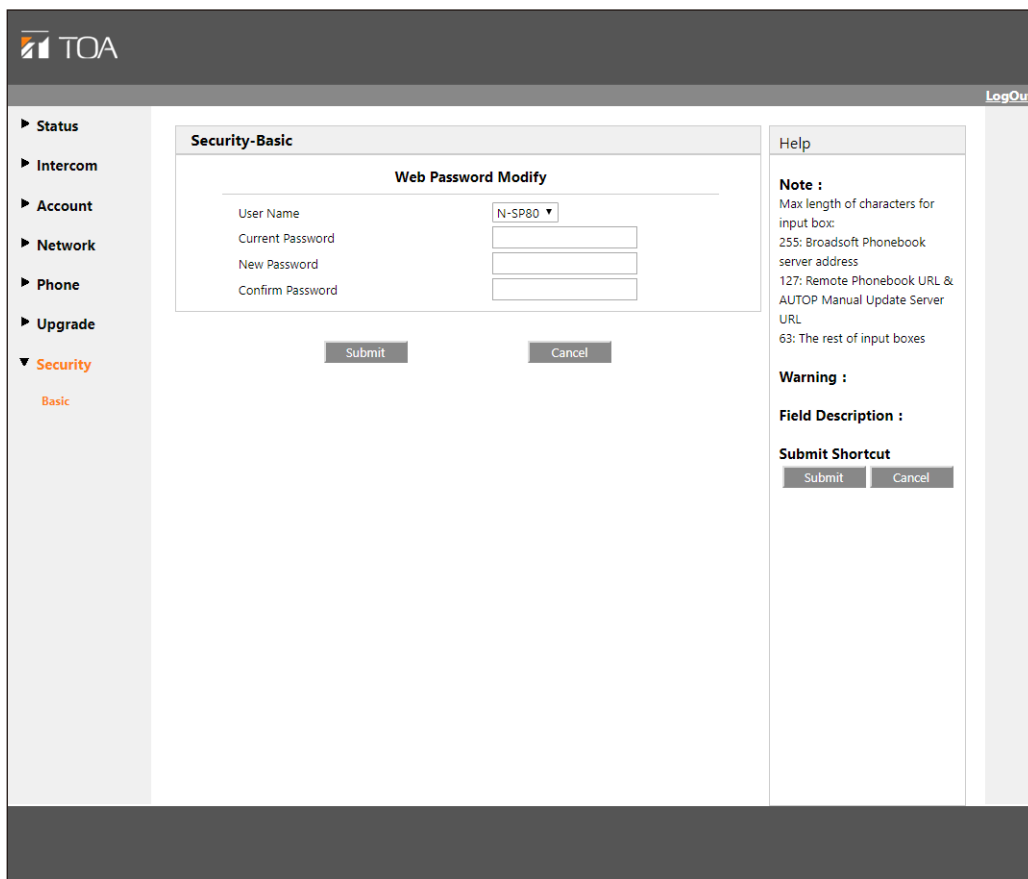 TOA
LogOu
Status
Intercom
Account
Network
Phone
Upgrade
Security
Basic
Security-Basic
Web Password Modify
User Name N-SP80
Current Password
New Password
Confirm Password
Submit Cancel
Help
Note :
Max length of characters for
input box:
255: Broadsoft Phonebook
server address
127: Remote Phonebook URL &
AUTOP Manual Update Server
URL
63: The rest of input boxes
Warning :
Field Description :
Submit Shortcut
Submit Cancel